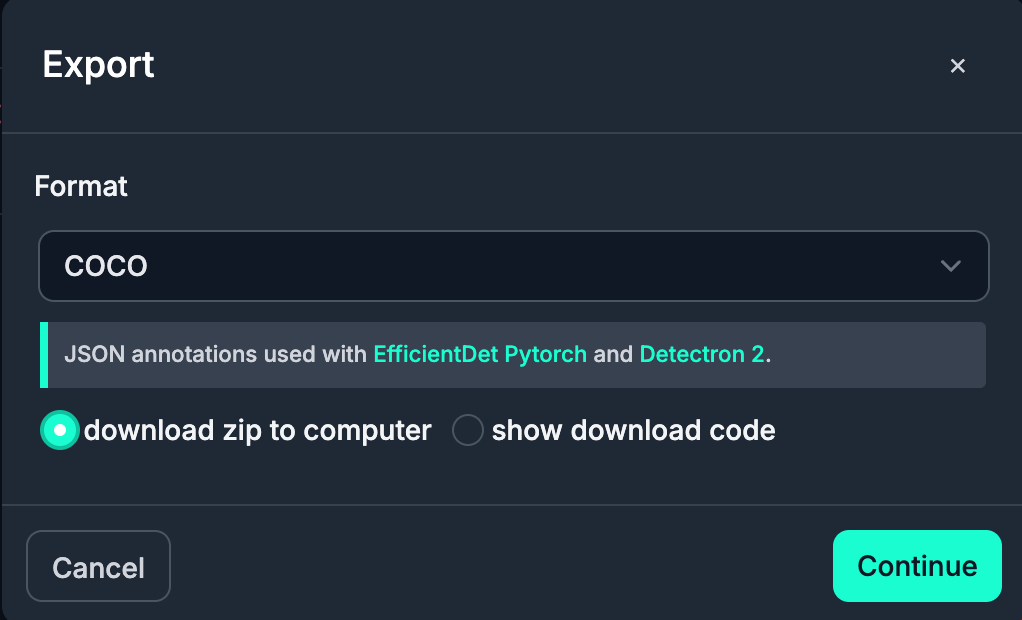 Export
Format
COCO
JSON annotations used with EfficientDet Pytorch and Detectron 2.
download zip to computer show download code
Cancel Continue